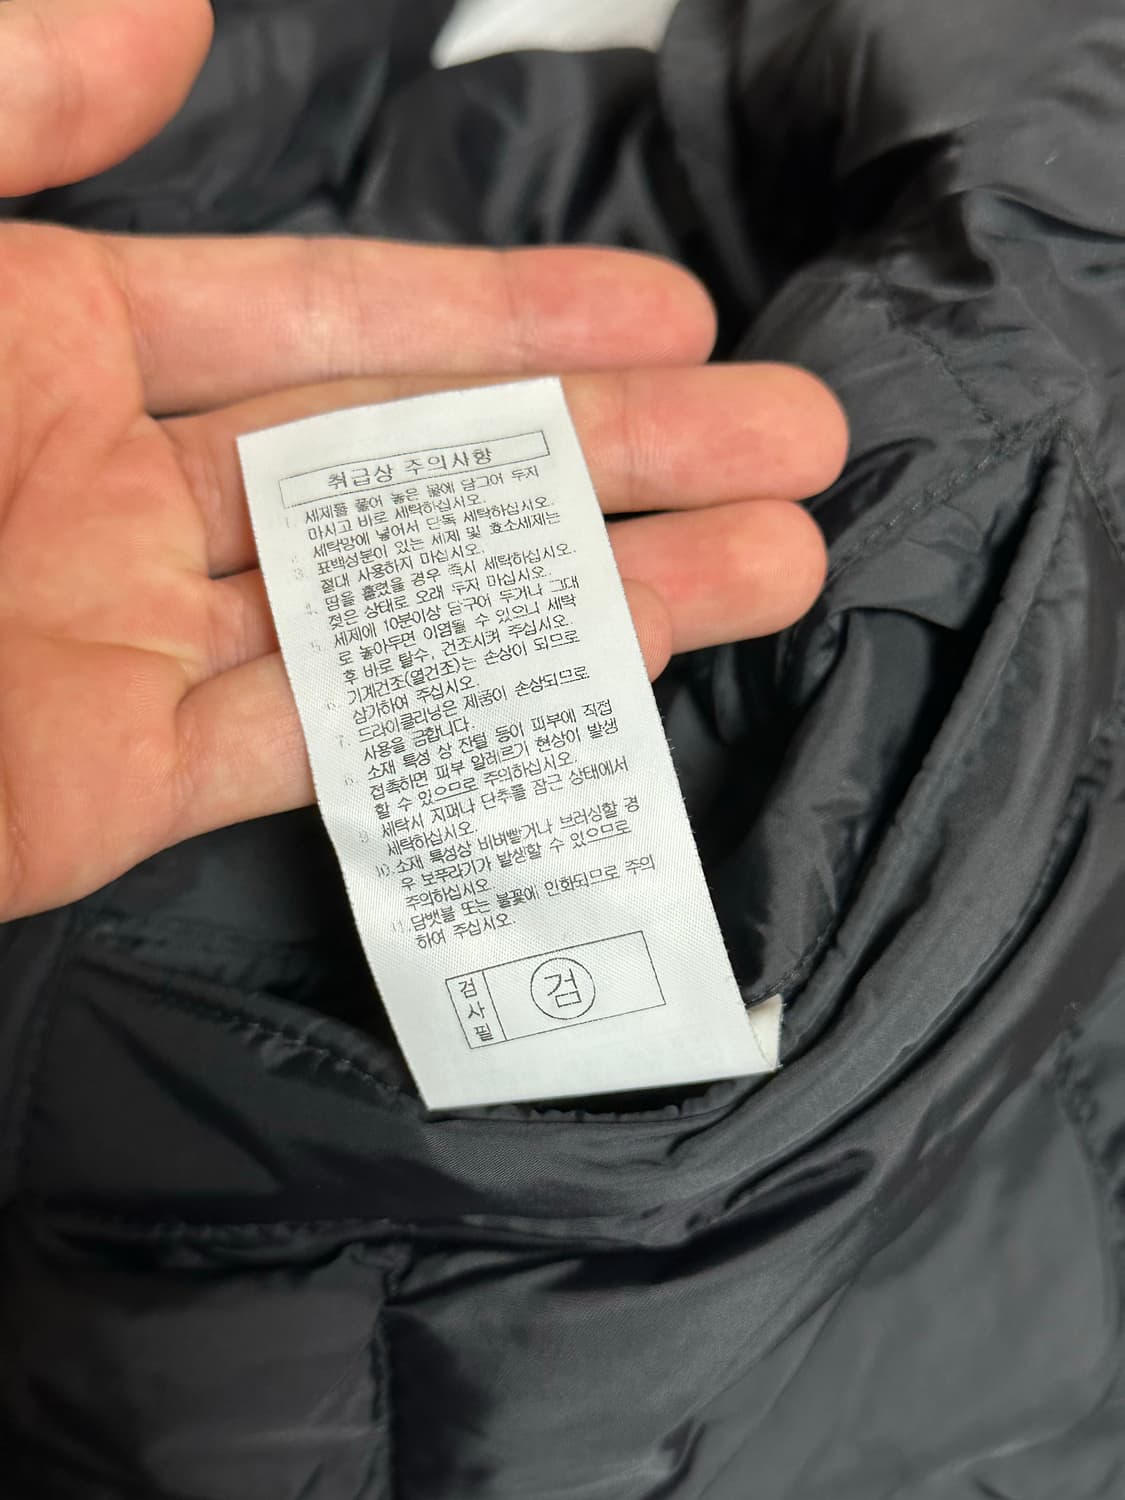 취급상 주의사항
1. 세제를 풀어 놓은 물에 담그어 두지
마시고 바로 세탁하십시오.
2. 세탁망에 넣어서 단독 세탁하십시오.
3. 표백성분이 있는 세제 및 효소세제는
절대 사용하지 마십시오.
4. 땀을 흘렸을 경우 즉시 세탁하십시오.
젖은 상태로 오래 두지 마십시오.
5. 세제에 10분이상 담구어 두거나 그대
로 놓아두면 이염될 수 있으니 세탁
후 바로 탈수, 건조시켜 주십시오.
6. 기계건조(열건조)는 손상이 되므로
삼가하여 주십시오.
7. 드라이클리닝은 제품이 손상되므로
사용을 금합니다.
8. 소재 특성 상 잔털 등이 피부에 직접
접촉하면 피부 알레르기 현상이 발생
할 수 있으므로 주의하십시오.
9. 세탁시 지퍼나 단추를 잠근 상태에서
세탁하십시오.
10. 소재 특성상 비벼빨거나 브러싱할 경
우 보푸라기가 발생할 수 있으므로
주의하십시오
11. 담뱃불 또는 불꽃에 인화되므로 주의
하여 주십시오.
검사필
검